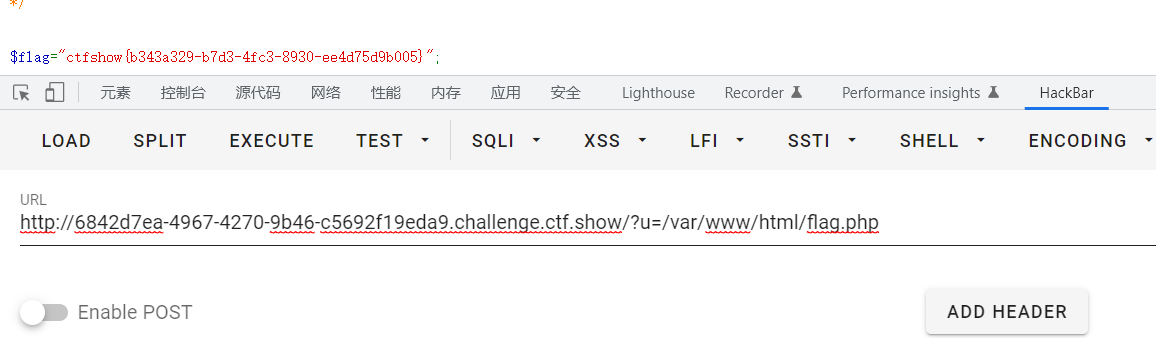 */
$flag="ctfshow{b343a329-b7d3-4fc3-8930-ee4d75d9b005}";
元素 控制台 源代码 网络 性能 内存 应用 安全 Lighthouse Recorder Performance insights HackBar
LOAD SPLIT EXECUTE TEST SQLI XSS LFI SSTI SHELL ENCODING
URL
http://6842d7ea-4967-4270-9b46-c5692f19eda9.challenge.ctf.show/?u=/var/www/html/flag.php
Enable POST ADD HEADER